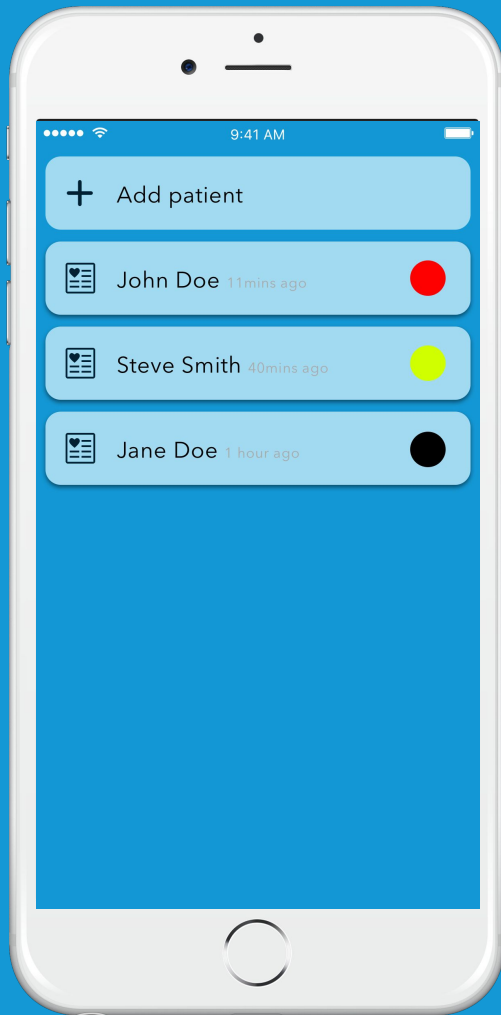 9:41 AM
Add patient
John Doe 11mins ago
Steve Smith 40mins ago
Jane Doe 1 hour ago